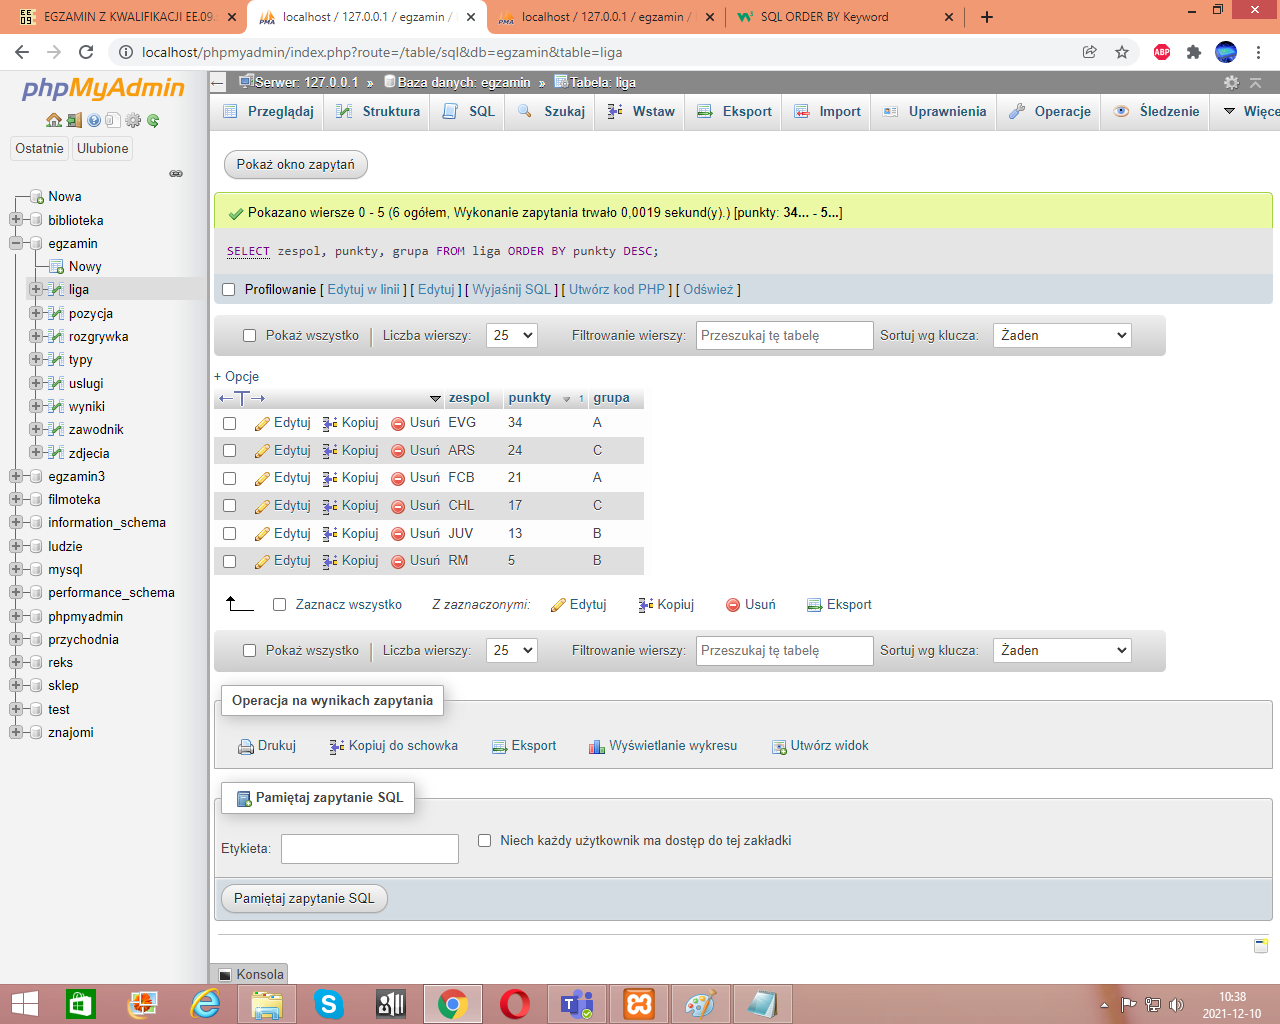 EGZAMIN Z KWALIFIKACJI EE.09
localhost / 127.0.0.1 / egzamin /
localhost / 127.0.0.1 / egzamin /
SQL ORDER BY Keyword
localhost/phpmyadmin/index.php?route=/table/sql&db=egzamin&table=liga
ABP
phpMyAdmin
Ostatnie
Ulubione
Nowa
biblioteka
egzamin
Nowy
liga
pozycja
rozgrywka
typy
uslugi
wyniki
zawodnik
zdjecia
egzamin3
filmoteka
information_schema
ludzie
mysql
performance_schema
phpmyadmin
przychodnia
reks
sklep
test
znajomi
Serwer: 127.0.0.1 » Baza danych: egzamin » Tabela: liga
Przeglądaj Struktura SQL Szukaj Wstaw Eksport Import Uprawnienia Operacje Śledzenie Więce
Pokaż okno zapytań
Pokazano wiersze 0 - 5 (6 ogółem, Wykonanie zapytania trwało 0,0019 sekund(y).) [punkty: 34... - 5...]
SELECT zespol, punkty, grupa FROM liga ORDER BY punkty DESC;
Profilowanie [ Edytuj w linii ] [ Edytuj ] [ Wyjaśnij SQL ] [ Utwórz kod PHP ] [ Odśwież ]
Pokaż wszystko | Liczba wierszy: 25 Filtrowanie wierszy: Przeszukaj tę tabelę Sortuj wg klucza: Żaden
+ Opcje
←T→ zespol punkty 1 grupa
Edytuj Kopiuj Usuń EVG 34 A
Edytuj Kopiuj Usuń ARS 24 C
Edytuj Kopiuj Usuń FCB 21 A
Edytuj Kopiuj Usuń CHL 17 C
Edytuj Kopiuj Usuń JUV 13 B
Edytuj Kopiuj Usuń RM 5 B
Zaznacz wszystko Z zaznaczonymi: Edytuj Kopiuj Usuń Eksport
Pokaż wszystko | Liczba wierszy: 25 Filtrowanie wierszy: Przeszukaj tę tabelę Sortuj wg klucza: Żaden
Operacja na wynikach zapytania
Drukuj Kopiuj do schowka Eksport Wyświetlanie wykresu Utwórz widok
Pamiętaj zapytanie SQL
Etykieta:
Niech każdy użytkownik ma dostęp do tej zakładki
Pamiętaj zapytanie SQL
Konsola
10:38
2021-12-10